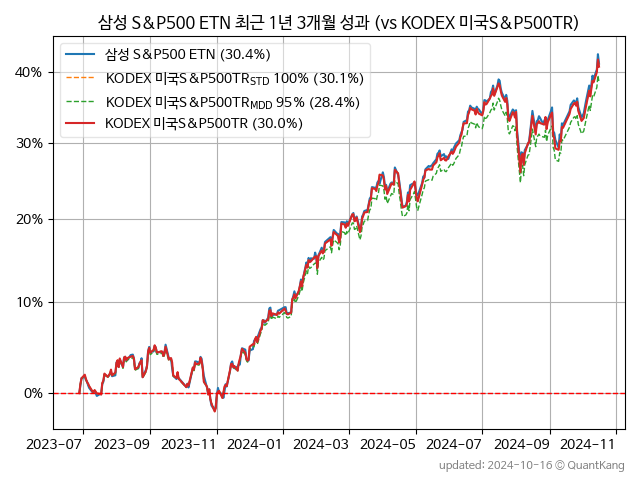 삼성 S&P500 ETN 최근 1년 3개월 성과 (vs KODEX 미국S&P500TR)
삼성 S&P500 ETN (30.4%)
KODEX 미국S&P500TR_STD 100% (30.1%)
KODEX 미국S&P500TR_MDD 95% (28.4%)
KODEX 미국S&P500TR (30.0%)
40%
30%
20%
10%
0%
2023-07 2023-09 2023-11 2024-01 2024-03 2024-05 2024-07 2024-09 2024-11
updated: 2024-10-16 © QuantKang